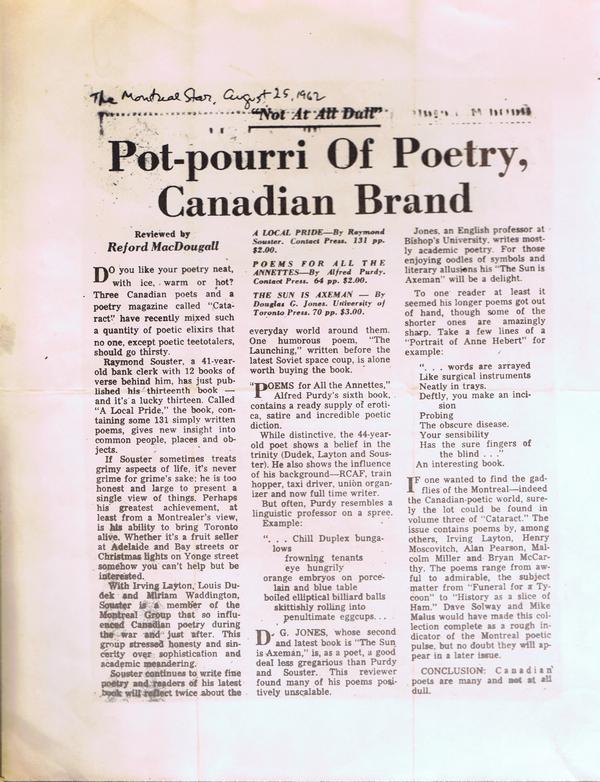 The Montreal Star, August 25, 1962
"Not At All Dull"
Pot-pourri Of Poetry,
Canadian Brand
Reviewed by
Reford MacDougall
DO you like your poetry neat,
with ice, warm or hot?
Three Canadian poets and a
poetry magazine called "Cata-
ract" have recently mixed such
a quantity of poetic elixirs that
no one, except poetic teetotalers,
should go thirsty.
Raymond Souster, a 41-year-
old bank clerk with 12 books of
verse behind him, has just pub-
lished his thirteenth book —
and it's a lucky thirteen. Called
"A Local Pride," the book, con-
taining some 131 simply written
poems, gives new insight into
common people, places and ob-
jects.
If Souster sometimes treats
grimy aspects of life, it's never
grime for grime's sake; he is too
honest and large to present a
single view of things. Perhaps
his greatest achievement, at
least from a Montrealer's view,
is his ability to bring Toronto
alive. Whether it's a fruit seller
at Adelaide and Bay streets or
Christmas lights on Yonge street
somehow you can't help but be
interested.
With Irving Layton, Louis Du-
dek and Miriam Waddington,
Souster is a member of the
Montreal Group that so influ-
enced Canadian poetry during
the war and just after. This
group stressed honesty and sin-
cerity over sophistication and
academic meandering.
Souster continues to write fine
poetry and readers of his latest
book will reflect twice about the
A LOCAL PRIDE—By Raymond
Souster. Contact Press. 131 pp.
$2.00.
POEMS FOR ALL THE
ANNETTES—By Alfred Purdy.
Contact Press. 64 pp. $2.00.
THE SUN IS AXEMAN — By
Douglas G. Jones. University of
Toronto Press. 70 pp. $3.00.
everyday world around them.
One humorous poem, "The
Launching," written before the
latest Soviet space coup, is alone
worth buying the book.
"POEMS for All the Annettes,"
Alfred Purdy's sixth book,
contains a ready supply of eroti-
ca, satire and incredible poetic
diction.
While distinctive, the 44-year-
old poet shows a belief in the
trinity (Dudek, Layton and Sous-
ter). He also shows the influence
of his background—RCAF, train
hopper, taxi driver, union organ-
izer and now full time writer.
But often, Purdy resembles a
linguistic professor on a spree.
Example:
". . . Chill Duplex bunga-
lows
frowning tenants
eye hungrily
orange embryos on porce-
lain and blue table
boiled elliptical billiard balls
skittishly rolling into
penultimate eggcups. . .
D. G. JONES, whose second
and latest book is "The Sun
is Axeman," is, as a poet, a good
deal less gregarious than Purdy
and Souster. This reviewer
found many of his poems posi-
tively unscalable.
Jones, an English professor at
Bishop's University, writes most-
ly academic poetry. For those
enjoying oodles of symbols and
literary allusions his "The Sun is
Axeman" will be a delight.
To one reader at least it
seemed his longer poems got out
of hand, though some of the
shorter ones are amazingly
sharp. Take a few lines of a
"Portrait of Anne Hebert" for
example:
". . . words are arrayed
Like surgical instruments
Neatly in trays.
Deftly, you make an inci-
sion
Probing
The obscure disease.
Your sensibility
Has the sure fingers of
the blind . . ."
An interesting book.
IF one wanted to find the gad-
flies of the Montreal—indeed
the Canadian-poetic world, sure-
ly the lot could be found in
volume three of "Cataract." The
issue contains poems by, among
others, Irving Layton, Henry
Moscovitch, Alan Pearson, Mal-
colm Miller and Bryan McCar-
thy. The poems range from aw-
ful to admirable, the subject
matter from "Funeral for a Ty-
coon" to "History as a slice of
Ham." Dave Solway and Mike
Malus would have made this col-
lection complete as a rough in-
dicator of the Montreal poetic
pulse, but no doubt they will ap-
pear in a later issue.
CONCLUSION: Canadian
poets are many and not at all
dull.